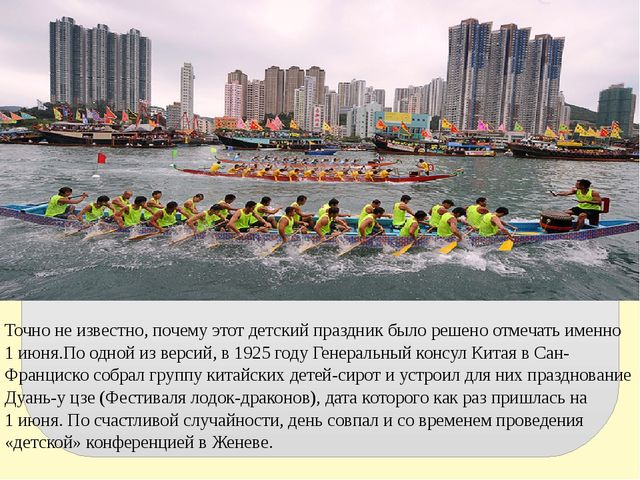 Точно не известно, почему этот детский праздник было решено отмечать именно
1 июня.По одной из версий, в 1925 году Генеральный консул Китая в Сан-
Франциско собрал группу китайских детей-сирот и устроил для них празднование
Дуань-у цзе (Фестиваля лодок-драконов), дата которого как раз пришлась на
1 июня. По счастливой случайности, день совпал и со временем проведения
«детской» конференцией в Женеве.